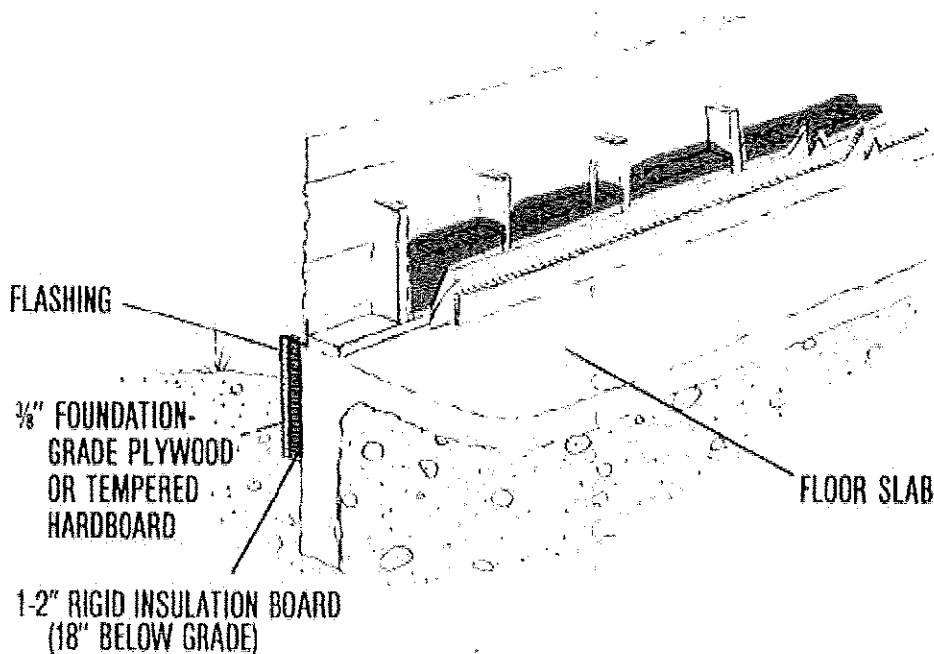 FLASHING
⅜" FOUNDATION-
GRADE PLYWOOD
OR TEMPERED
HARDBOARD
FLOOR SLAB
1-2" RIGID INSULATION BOARD
(18" BELOW GRADE)